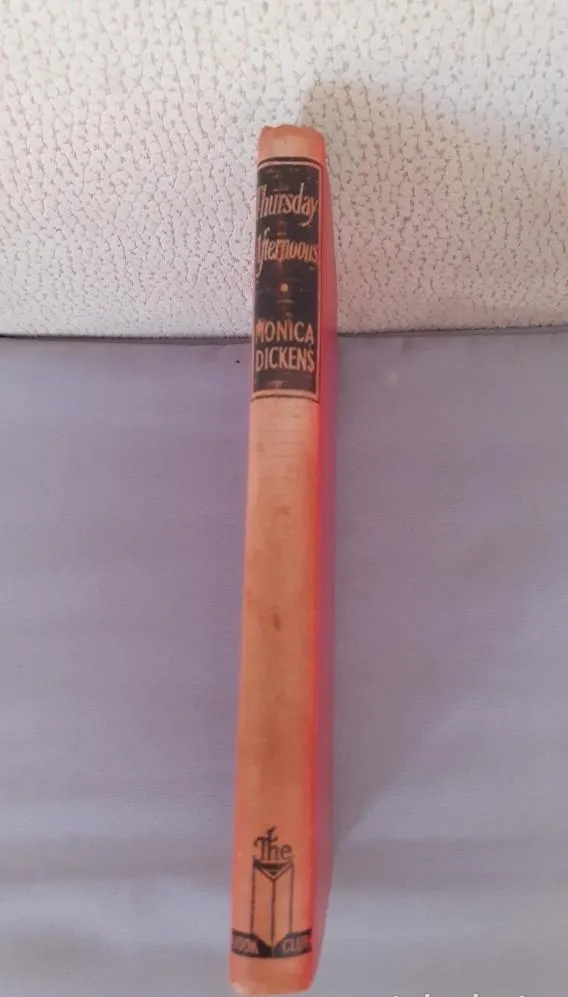 Thursday
Afternoons
MONICA
DICKENS
The
BOOK CLUB